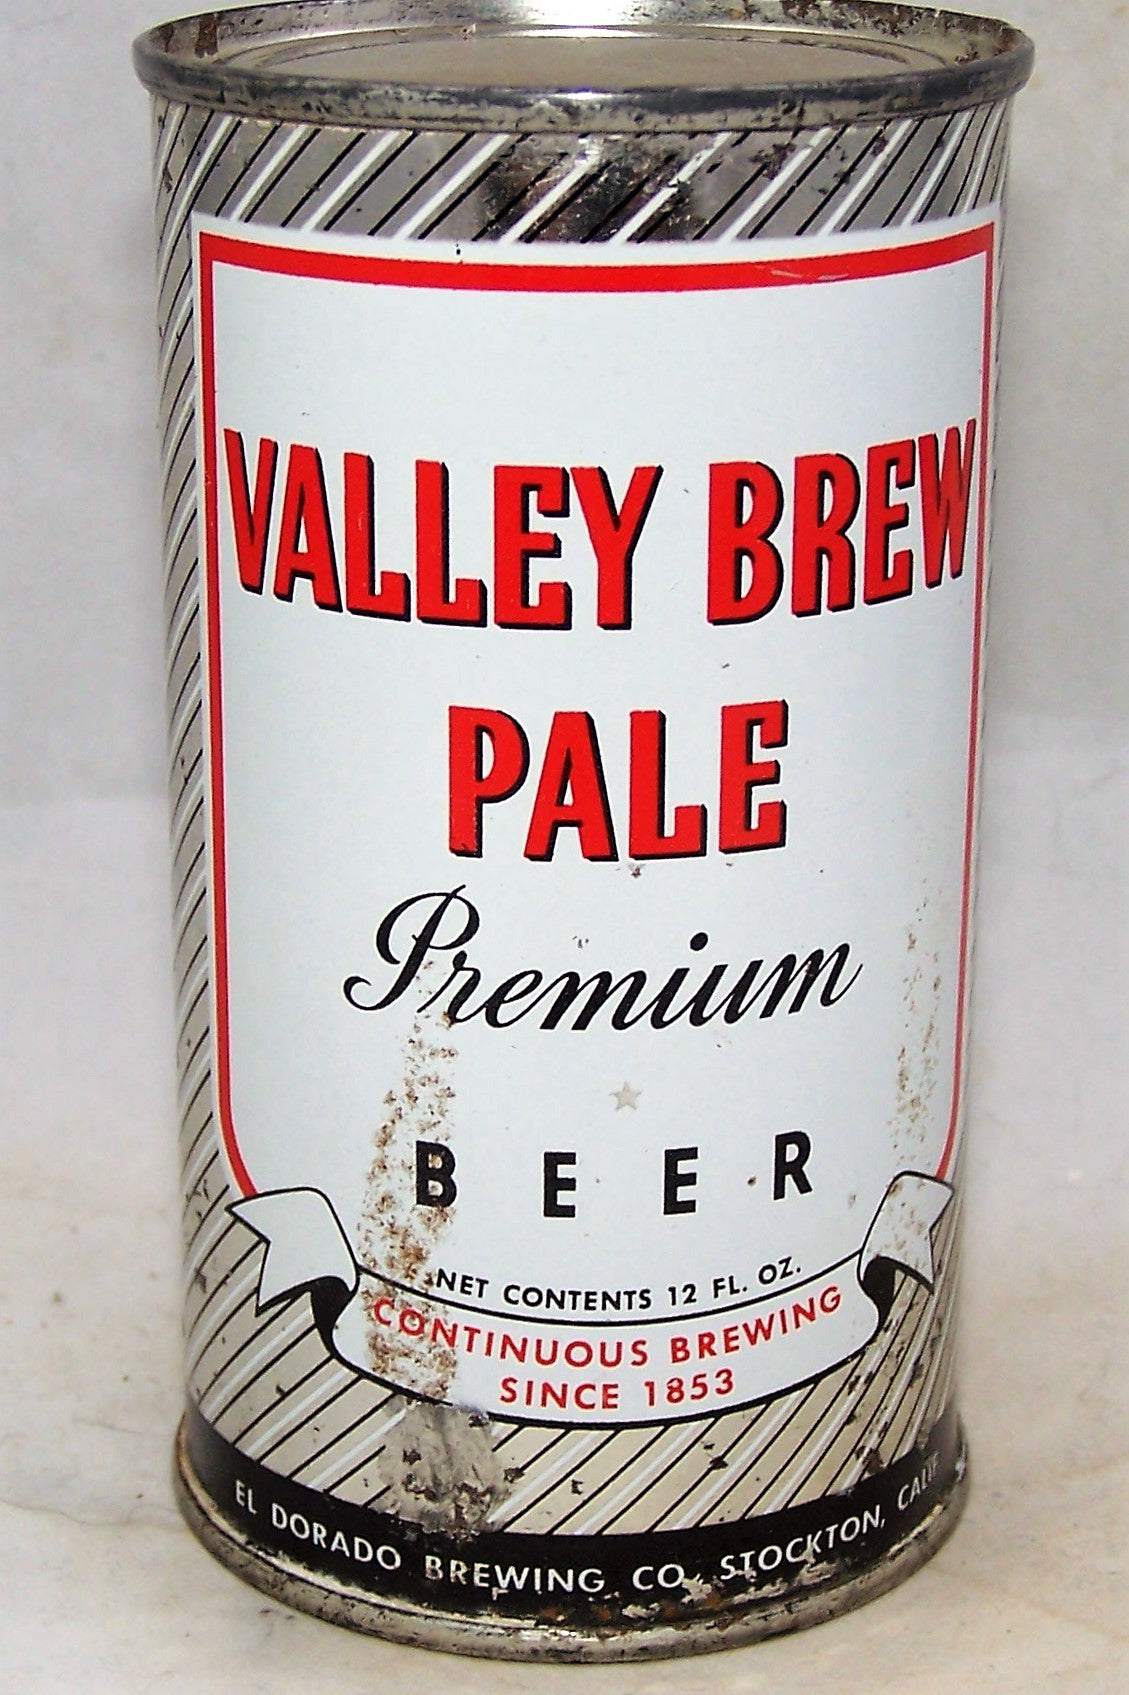 VALLEY BREW
PALE
Premium
BEER
NET CONTENTS 12 FL. OZ.
CONTINUOUS BREWING
SINCE 1853
EL DORADO BREWING CO. STOCKTON, CALIF.